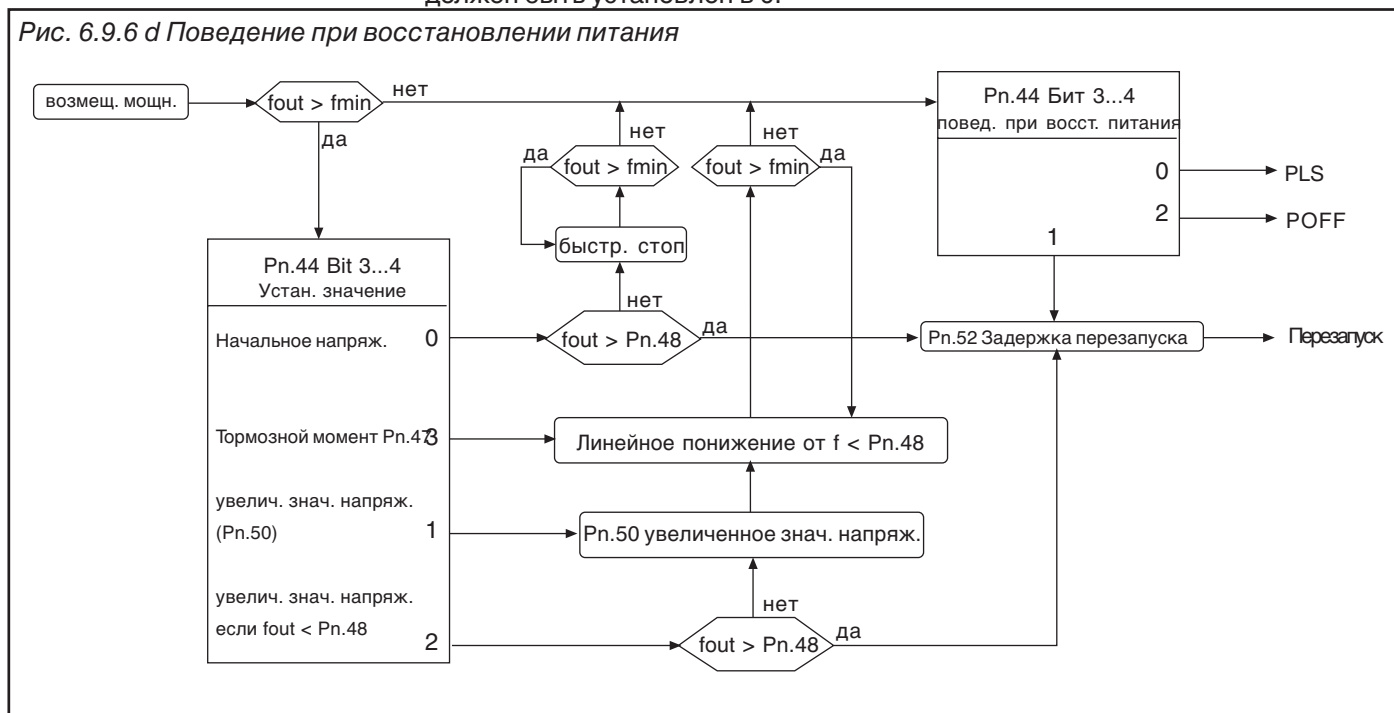 должен быть установлен в 0.
Рис. 6.9.6 d Поведение при восстановлении питания
возмещ. мощн.
fout > fmin
нет
да
Pn.44 Бит 3...4
повед. при восст. питания
0
PLS
2
POFF
1
нет
да
fout > fmin
нет
fout > fmin
да
быстр. стоп
нет
Pn.44 Bit 3...4
Устан. значение
Начальное напряж.
0
fout > Pn.48
да
Pn.52 Задержка перезапуска
Перезапуск
Тормозной момент Pn.47
3
Линейное понижение от f < Pn.48
увелич. знач. напряж.
(Pn.50)
1
Pn.50 увеличенное знач. напряж.
увелич. знач. напряж.
если fout < Pn.48
2
нет
fout > Pn.48
да